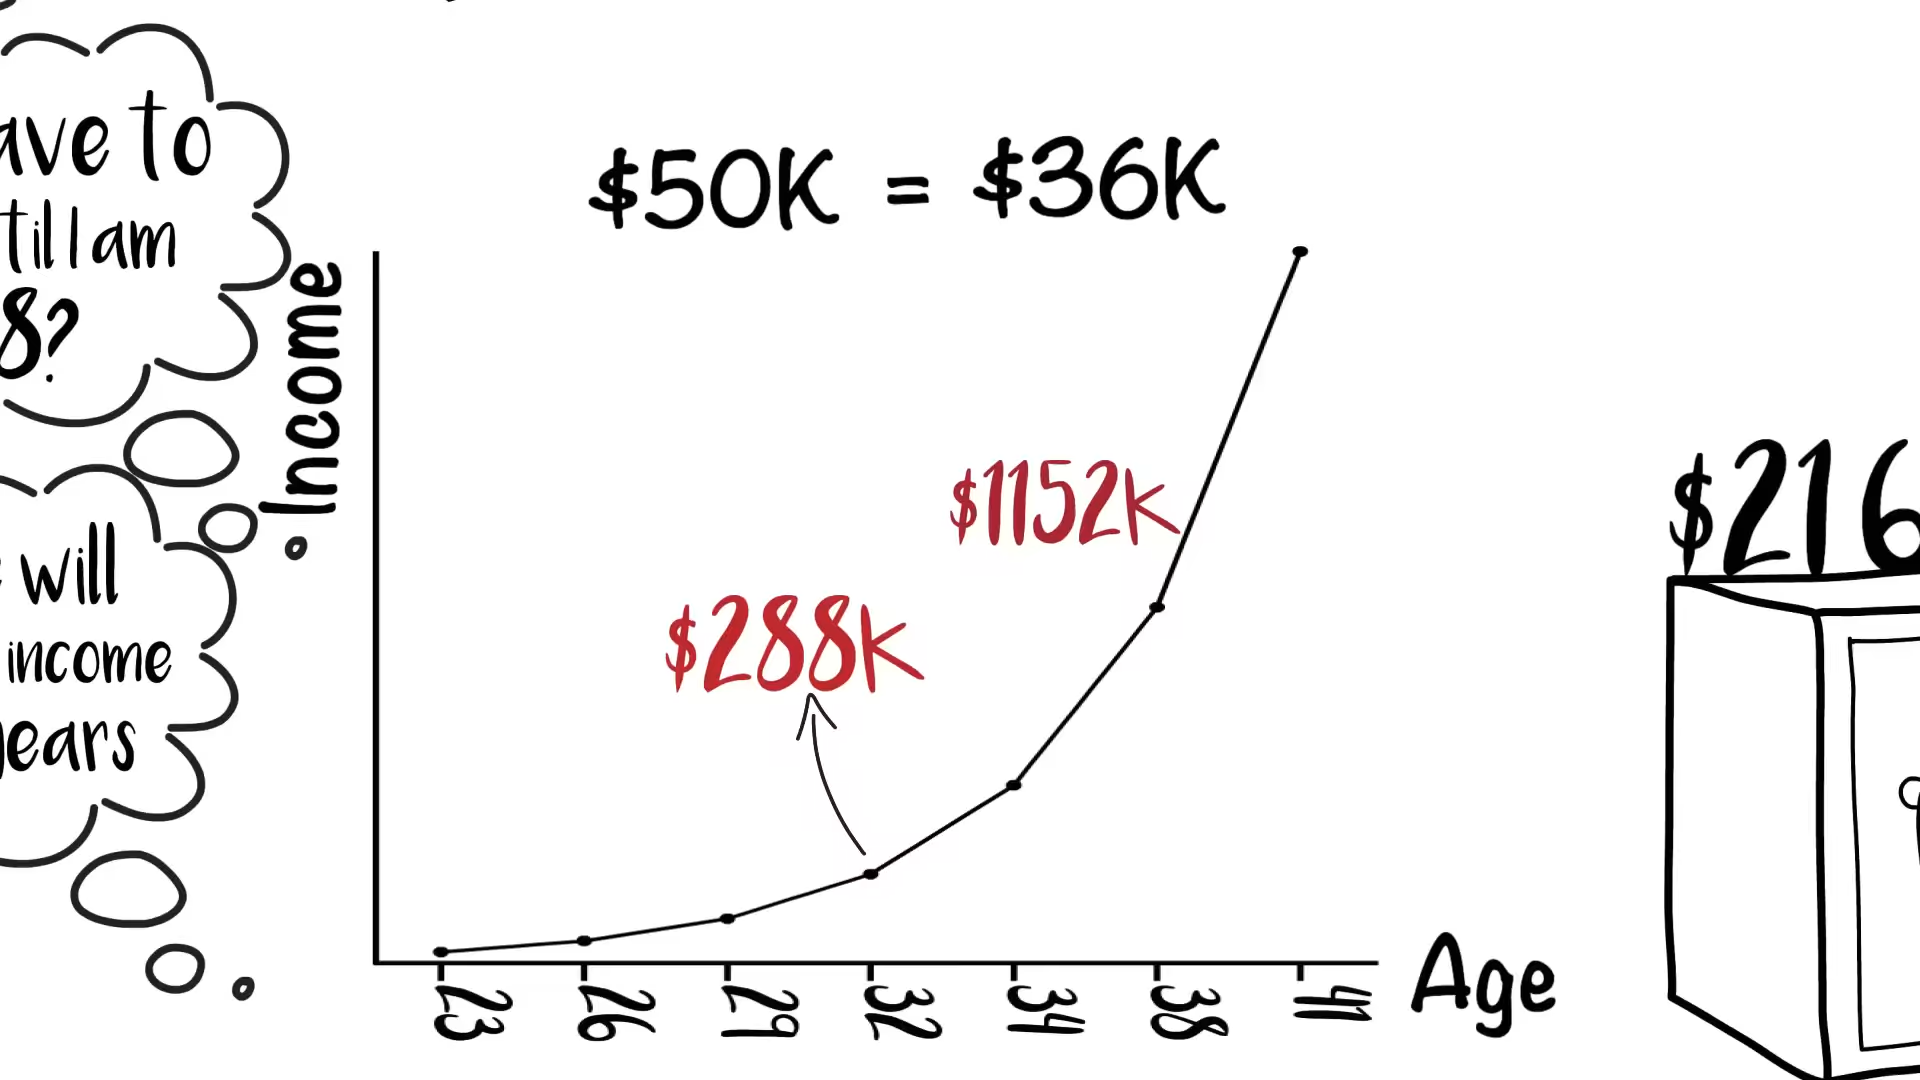 ave to
till am
8?
will
income
years
$50K = $36K
Income
$1152K
$288K
23 26 29 32 34 38 41
Age
$216